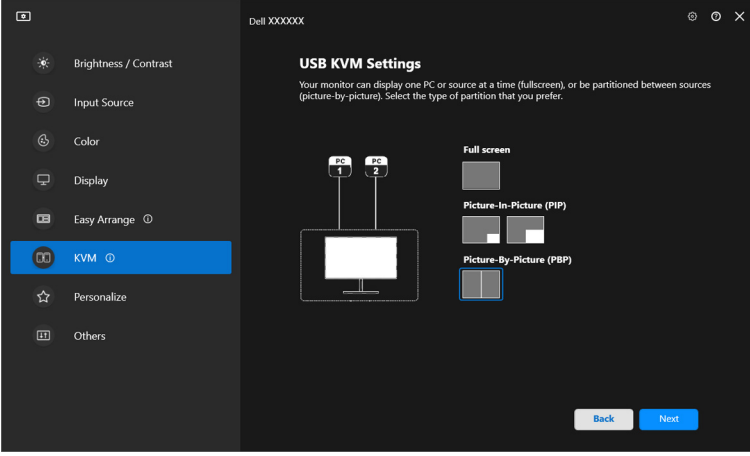 Dell XXXXXX
Brightness / Contrast
Input Source
Color
Display
Easy Arrange
KVM
Personalize
Others
USB KVM Settings
Your monitor can display one PC or source at a time (fullscreen), or be partitioned between sources
(picture-by-picture). Select the type of partition that you prefer.
PC
1
PC
2
Full screen
Picture-In-Picture (PIP)
Picture-By-Picture (PBP)
Back
Next